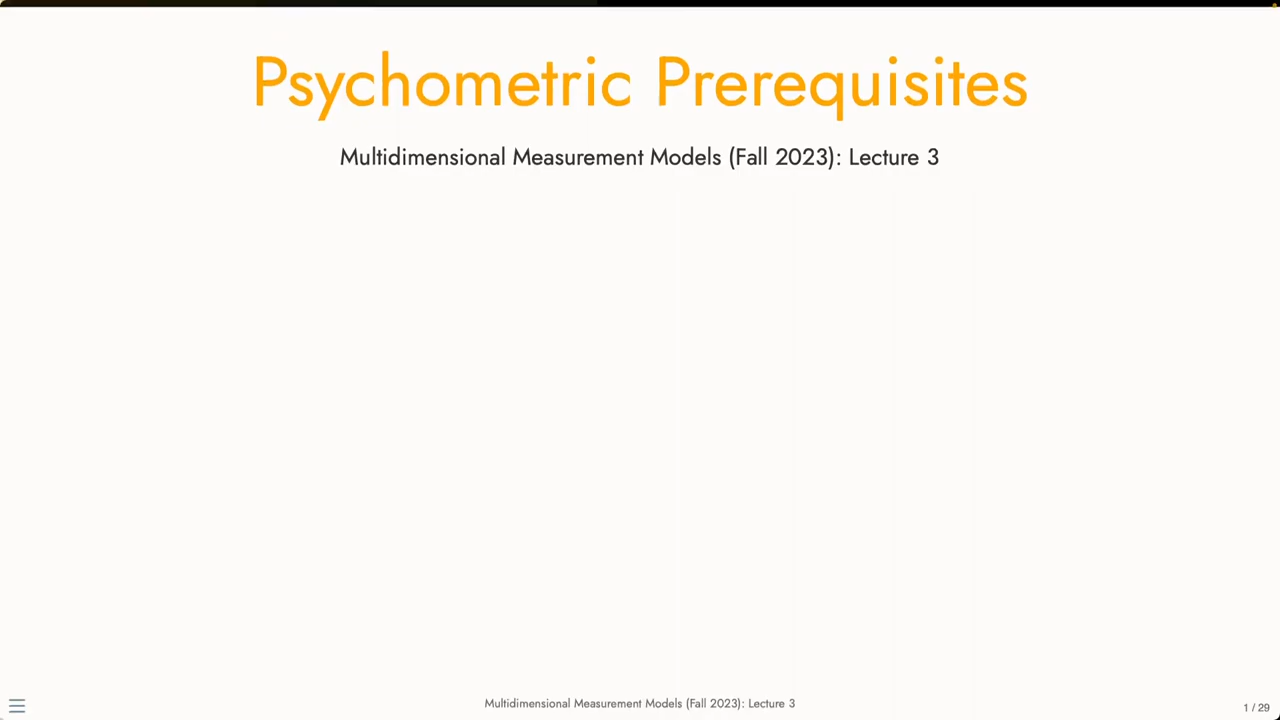 Psychometric Prerequisites
Multidimensional Measurement Models (Fall 2023): Lecture 3
Multidimensional Measurement Models (Fall 2023): Lecture 3
1 / 29